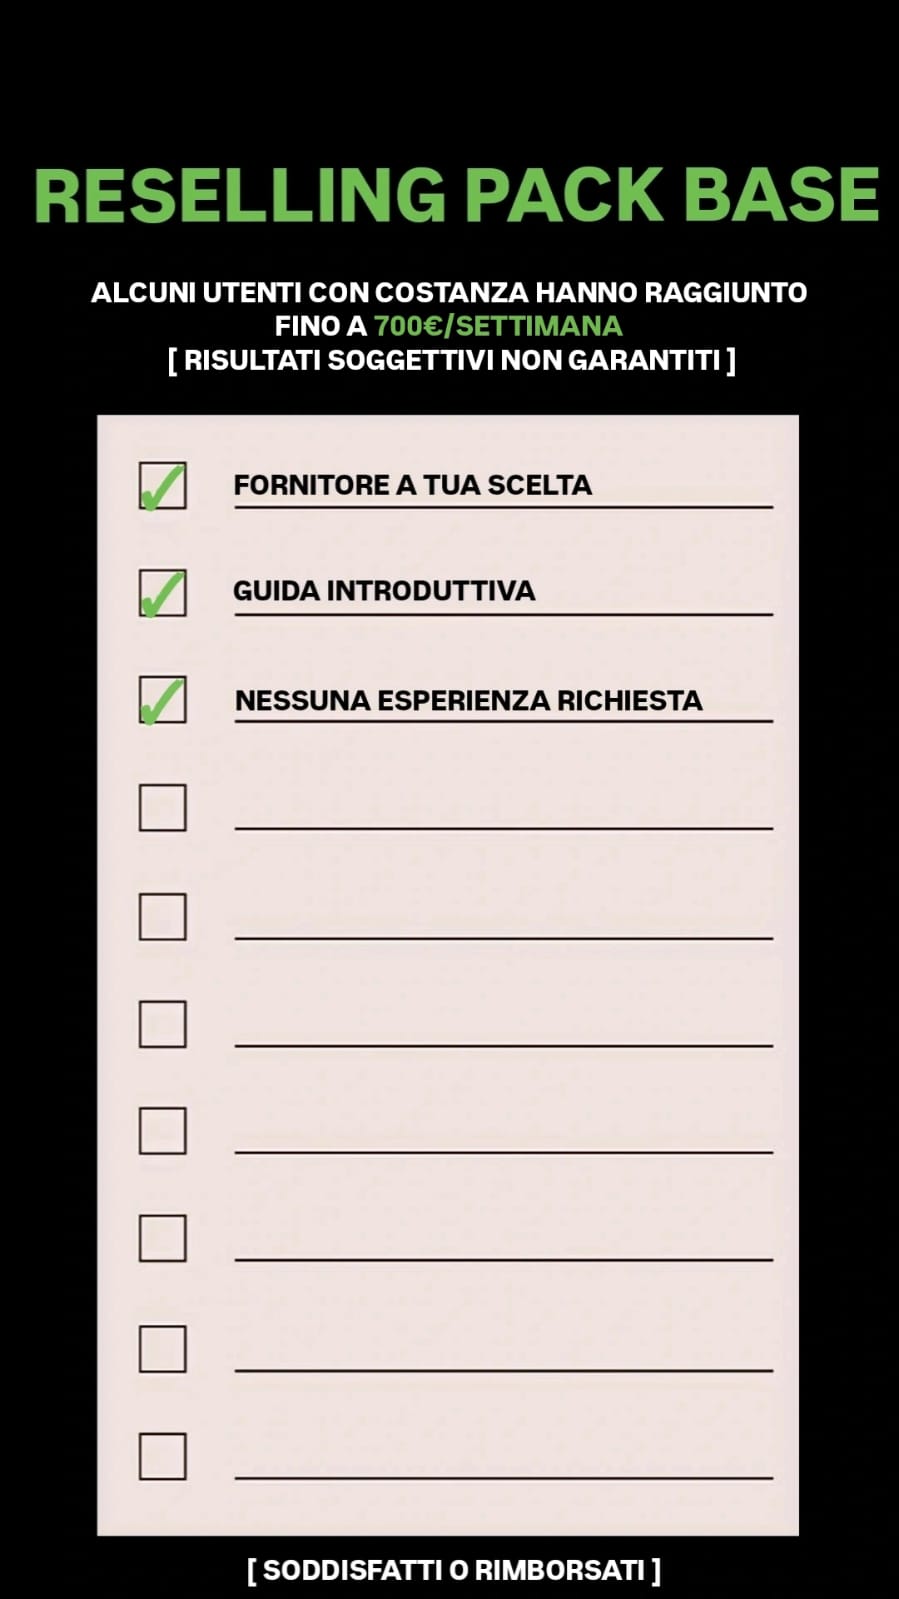 RESELLING PACK BASE
ALCUNI UTENTI CON COSTANZA HANNO RAGGIUNTO
FINO A 700€/SETTIMANA
[ RISULTATI SOGGETTIVI NON GARANTITI ]
FORNITORE A TUA SCELTA
GUIDA INTRODUTTIVA
NESSUNA ESPERIENZA RICHIESTA
[ SODDISFATTI O RIMBORSATI ]